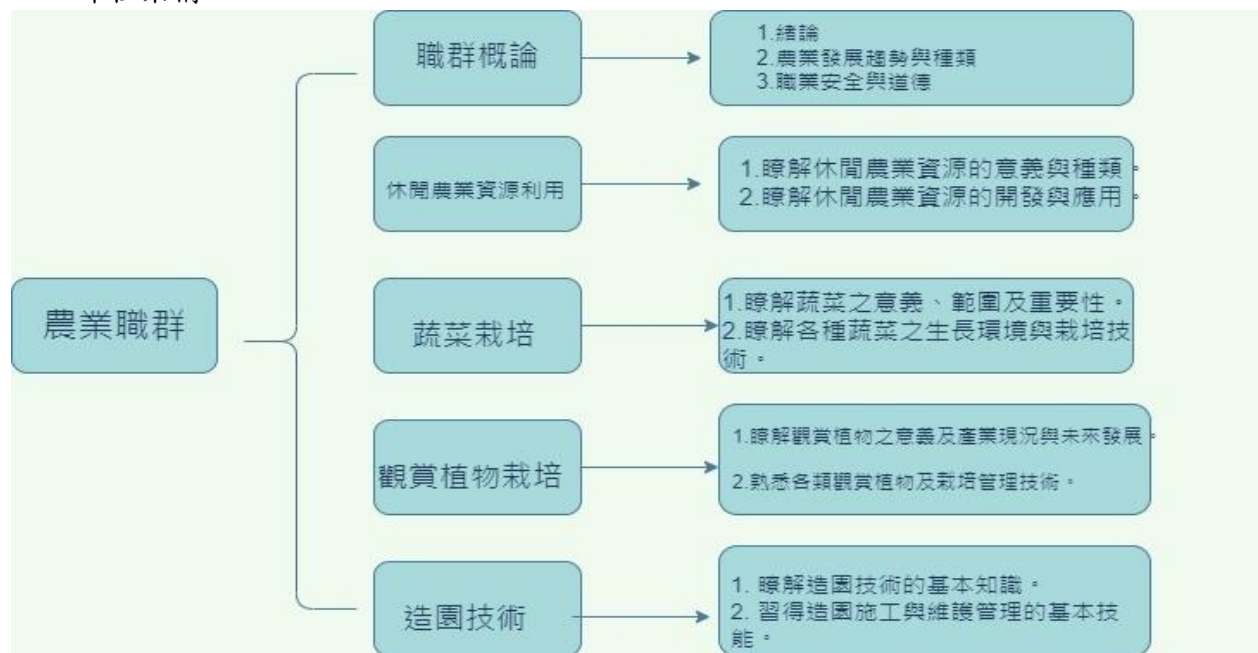 職群概論
1.緒論
2.農業發展趨勢與種類
3.職業安全與道德
休閒農業資源利用
1.瞭解休閒農業資源的意義與種類。
2.瞭解休閒農業資源的開發與應用。
農業職群
蔬菜栽培
1.瞭解蔬菜之意義、範圍及重要性。
2.瞭解各種蔬菜之生長環境與栽培技
術。
觀賞植物栽培
1.瞭解觀賞植物之意義及產業現況與未來發展。
2.熟悉各類觀賞植物及栽培管理技術。
造園技術
1. 瞭解造園技術的基本知識。
2. 習得造園施工與維護管理的基本技
能。